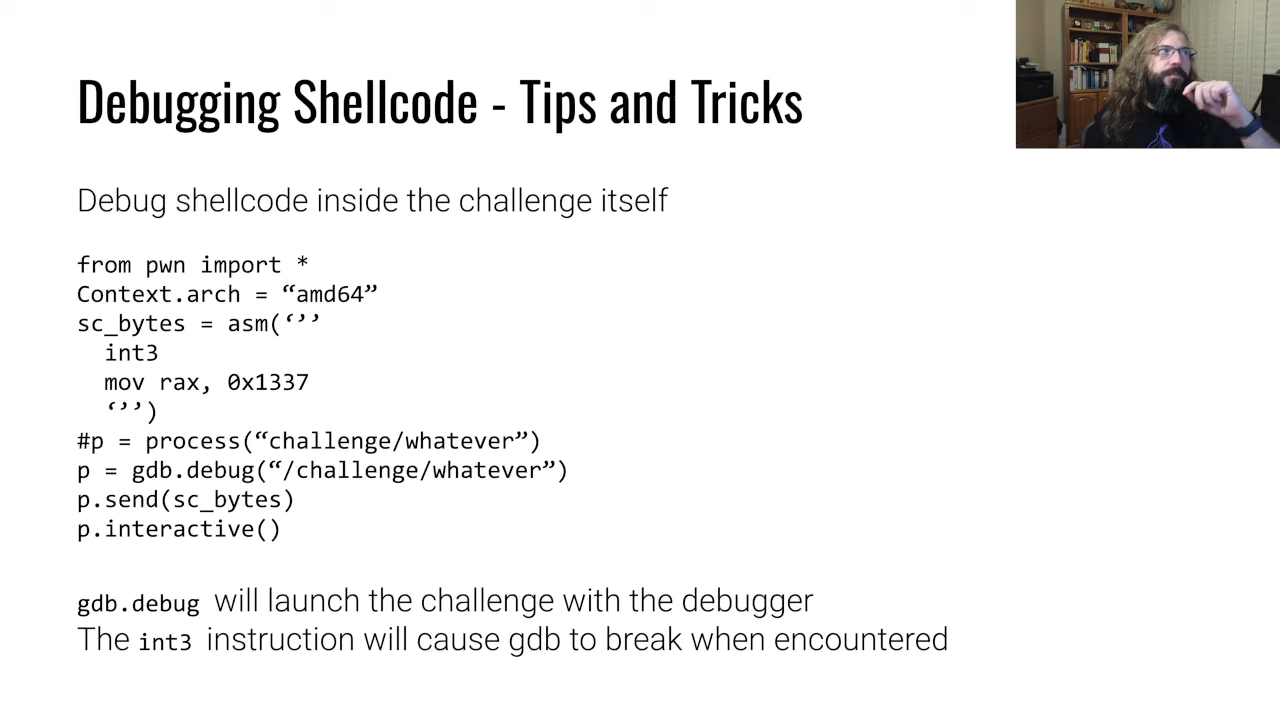 Debugging Shellcode - Tips and Tricks
Debug shellcode inside the challenge itself
from pwn import *
Context.arch = “amd64”
sc_bytes = asm(‘’’
int3
mov rax, 0x1337
‘’’)
#p = process(“challenge/whatever”)
p = gdb.debug(“/challenge/whatever”)
p.send(sc_bytes)
p.interactive()
gdb.debug will launch the challenge with the debugger
The int3 instruction will cause gdb to break when encountered